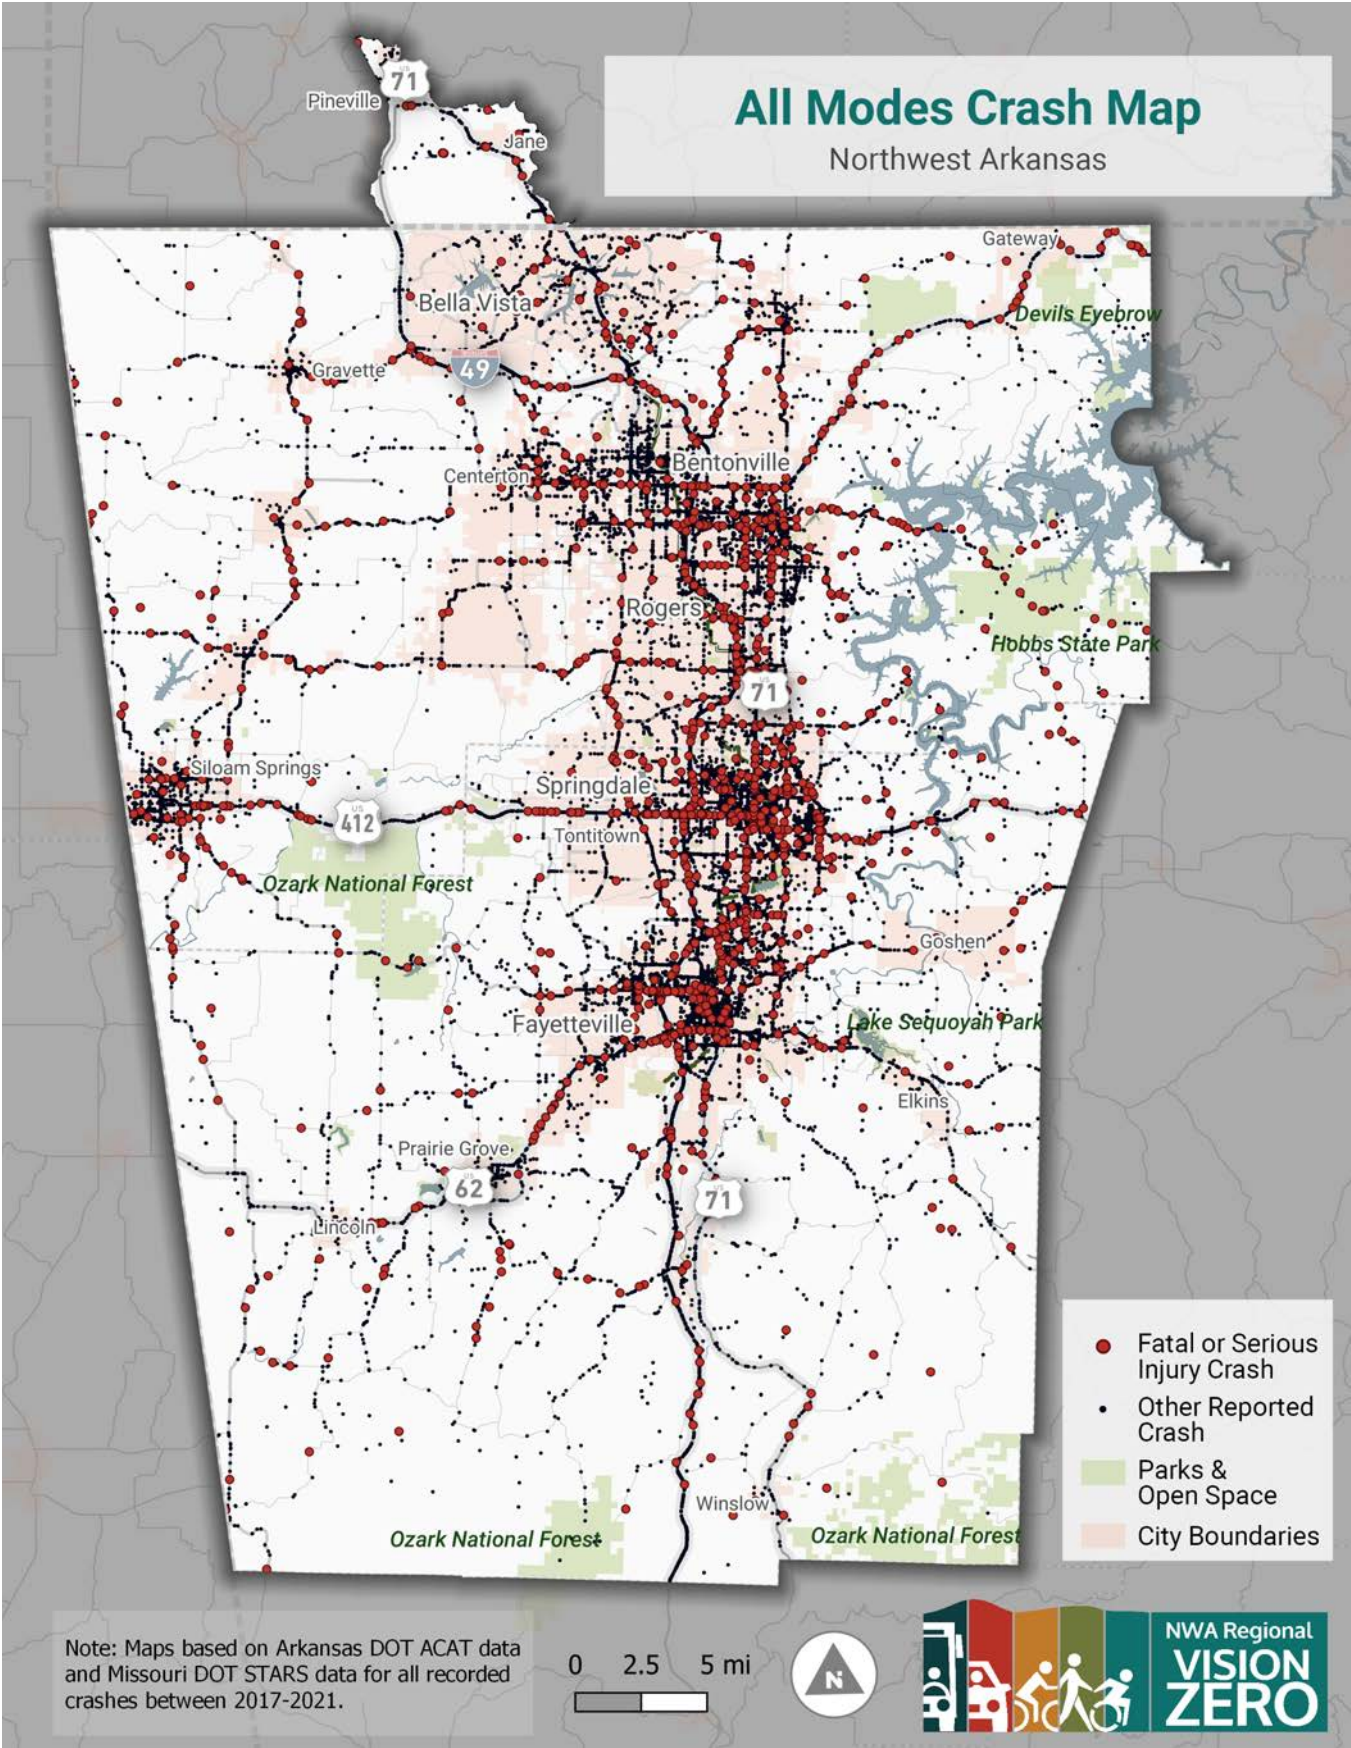 All Modes Crash Map
Northwest Arkansas
US
71
Pineville
Jane
Gateway
Bella Vista
Devils Eyebrow
49
Gravette
Bentonville
Centerton
Rogers
Hobbs State Park
US
71
Siloam Springs
Springdale
US
412
Tontitown
Ozark National Forest
Goshen
Fayetteville
Lake Sequoyah Park
Elkins
Prairie Grove
US
62
71
Lincoln
Winslow
Ozark National Forest
Ozark National Forest
Fatal or Serious
Injury Crash
Other Reported
Crash
Parks &
Open Space
City Boundaries
Note: Maps based on Arkansas DOT ACAT data
and Missouri DOT STARS data for all recorded
crashes between 2017-2021.
0 2.5 5 mi
N
NWA Regional
VISION
ZERO